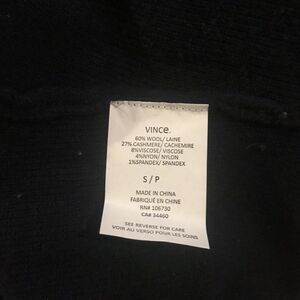 VINCE.
60% WOOL/ LAINE
27% CASHMERE/ CACHEMIRE
8%VISCOSE/ VISCOSE
4%NYON/ NYLON
1%SPANDEX/ SPANDEX
S / P
MADE IN CHINA
FABRIQUÉ EN CHINE
RN# 106730
CA# 34460
SEE REVERSE FOR CARE
VOIR AU VERSO POUR LES SOINS